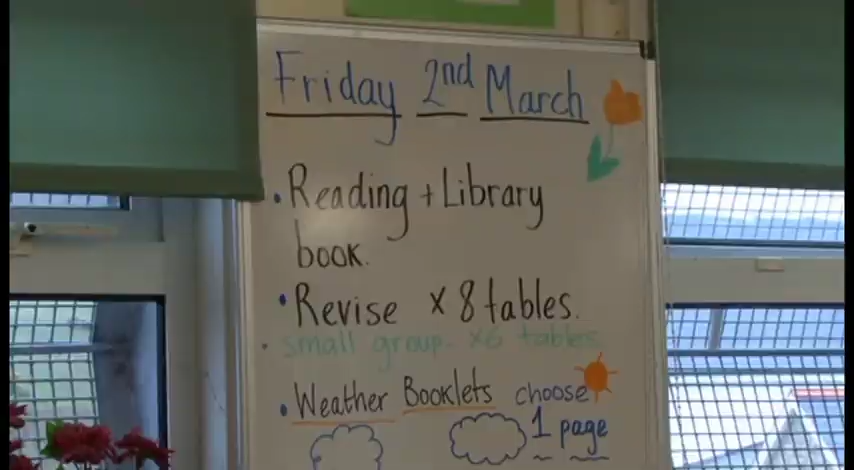 Friday 2nd March
• Reading + Library
book.
• Revise x 8 tables.
• small group. x6 tables
• Weather Booklets choose
1 page